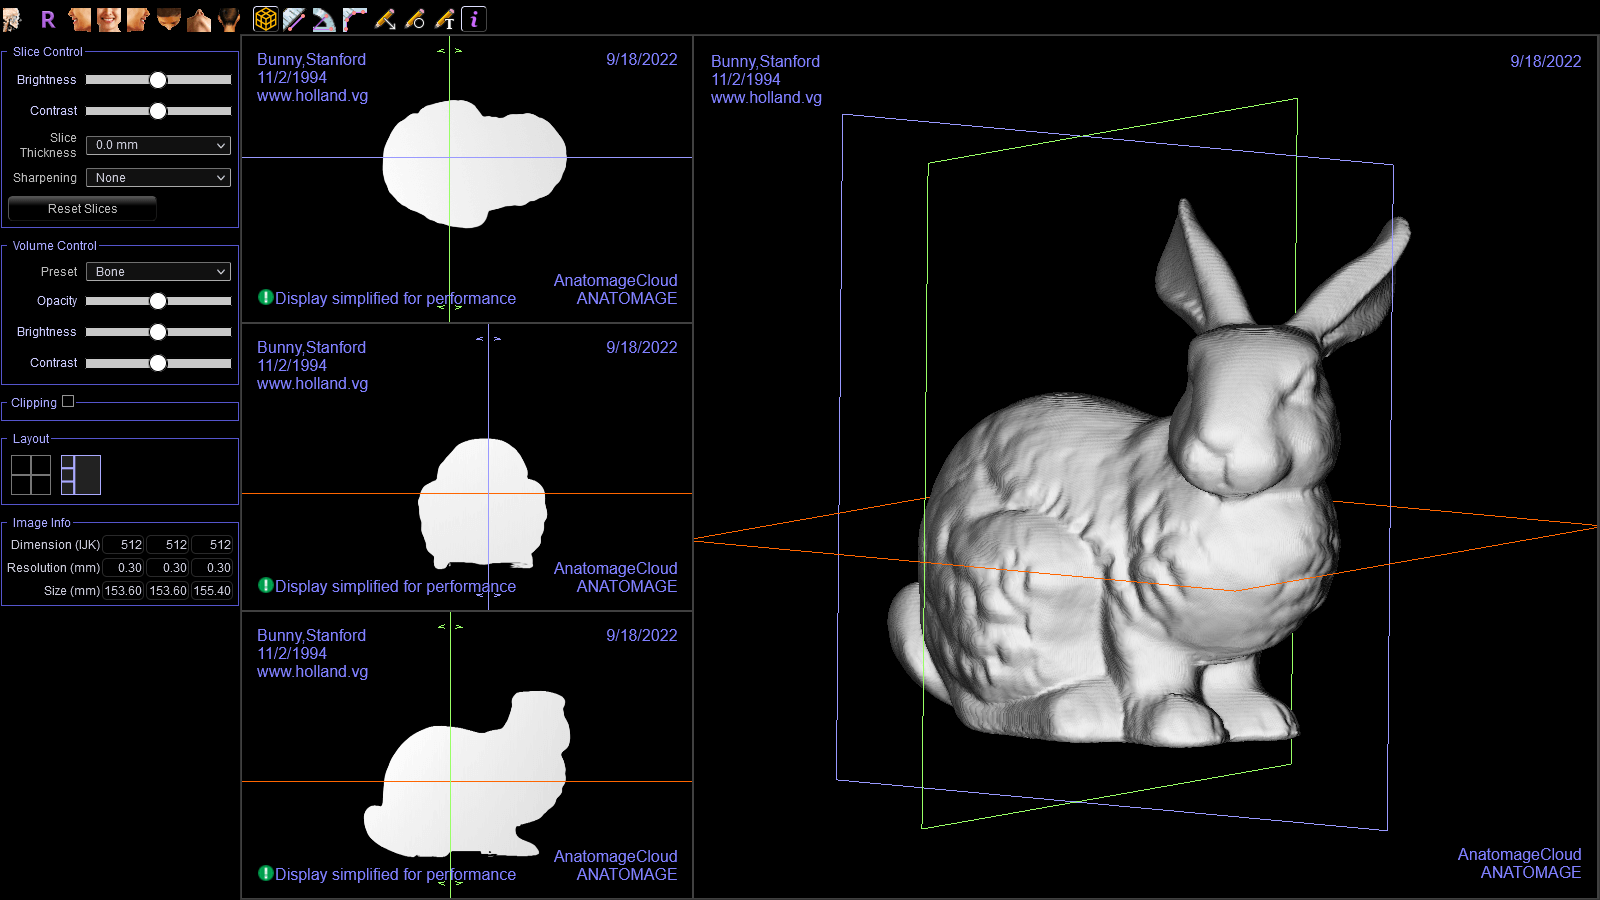 R
T
i
Slice Control
Brightness
Contrast
Slice
Thickness
0.0 mm
Sharpening
None
Reset Slices
Volume Control
Preset
Bone
Opacity
Brightness
Contrast
Clipping
Layout
Image Info
Dimension (IJK) 512 512 512
Resolution (mm) 0.30 0.30 0.30
Size (mm) 153.60 153.60 155.40
Bunny,Stanford
11/2/1994
www.holland.vg
9/18/2022
Display simplified for performance
AnatomageCloud
ANATOMAGE
Bunny,Stanford
11/2/1994
www.holland.vg
9/18/2022
Display simplified for performance
AnatomageCloud
ANATOMAGE
Bunny,Stanford
11/2/1994
www.holland.vg
9/18/2022
Display simplified for performance
AnatomageCloud
ANATOMAGE
Bunny,Stanford
11/2/1994
www.holland.vg
9/18/2022
AnatomageCloud
ANATOMAGE